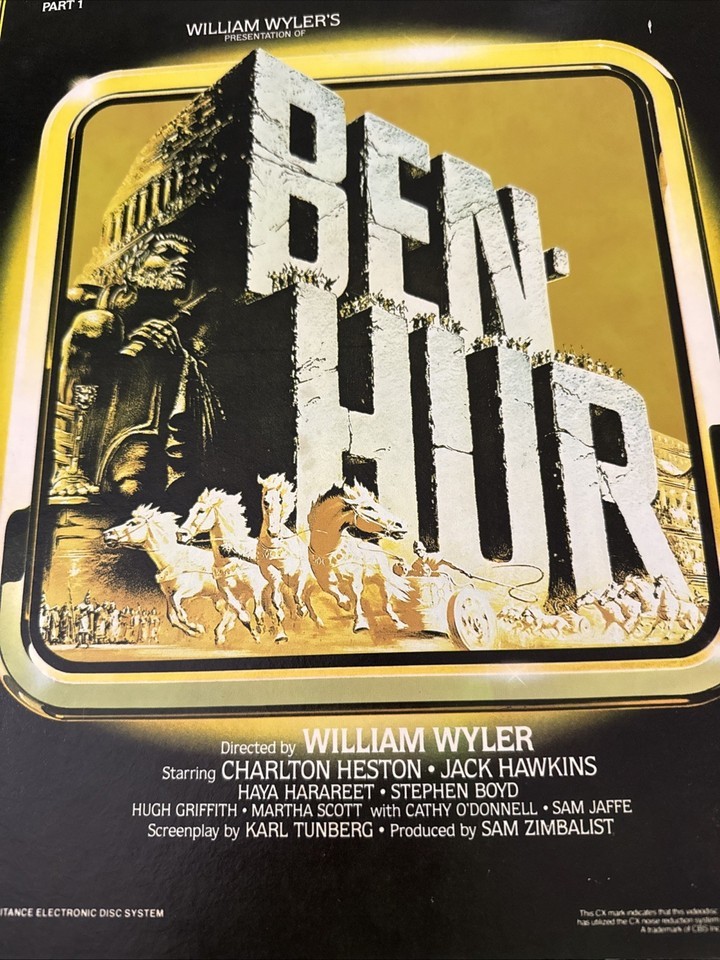 PART 1
WILLIAM WYLER'S
PRESENTATION OF
BEN-
HUR
Directed by WILLIAM WYLER
Starring CHARLTON HESTON • JACK HAWKINS
HAYA HARAREET • STEPHEN BOYD
HUGH GRIFFITH • MARTHA SCOTT with CATHY O'DONNELL • SAM JAFFE
Screenplay by KARL TUNBERG • Produced by SAM ZIMBALIST
ITANCE ELECTRONIC DISC SYSTEM
This CX mark indicates that this videodisc
has utilized the CX noise reduction system
A trademark of CBS Inc